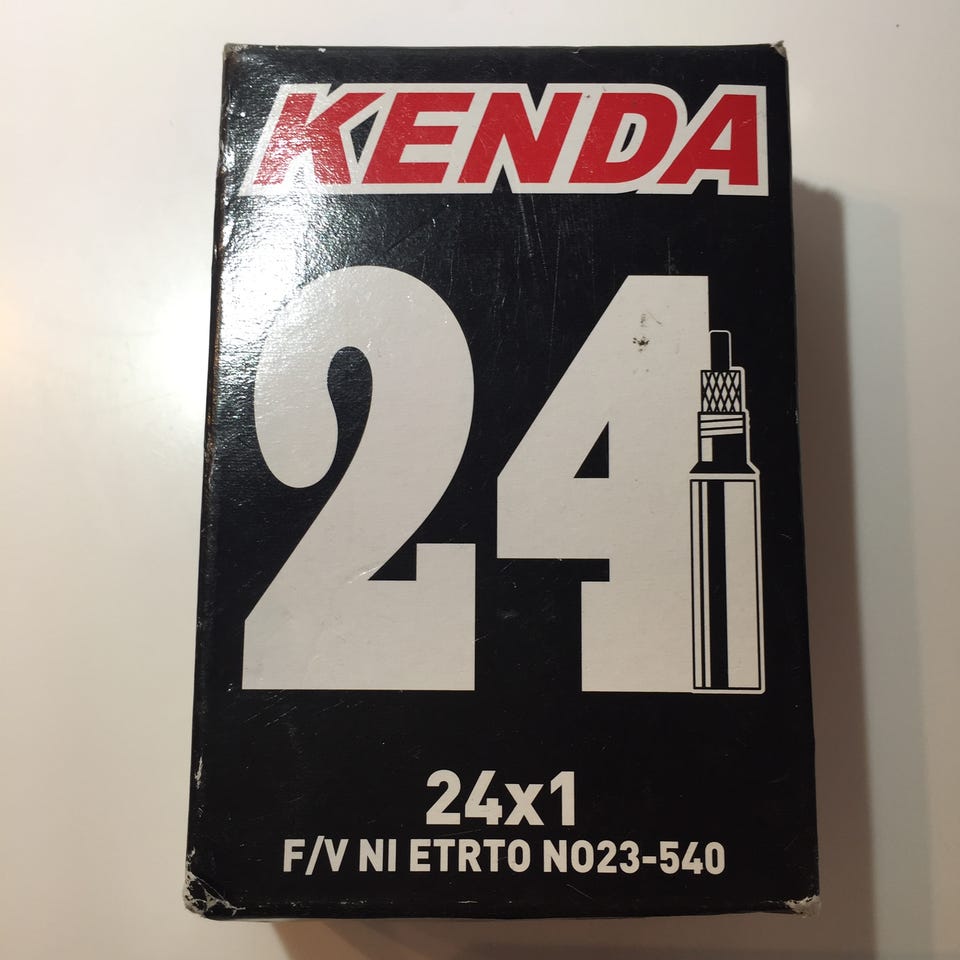 KENDA
24
24x1
F/V NI ETRTO NO23-540